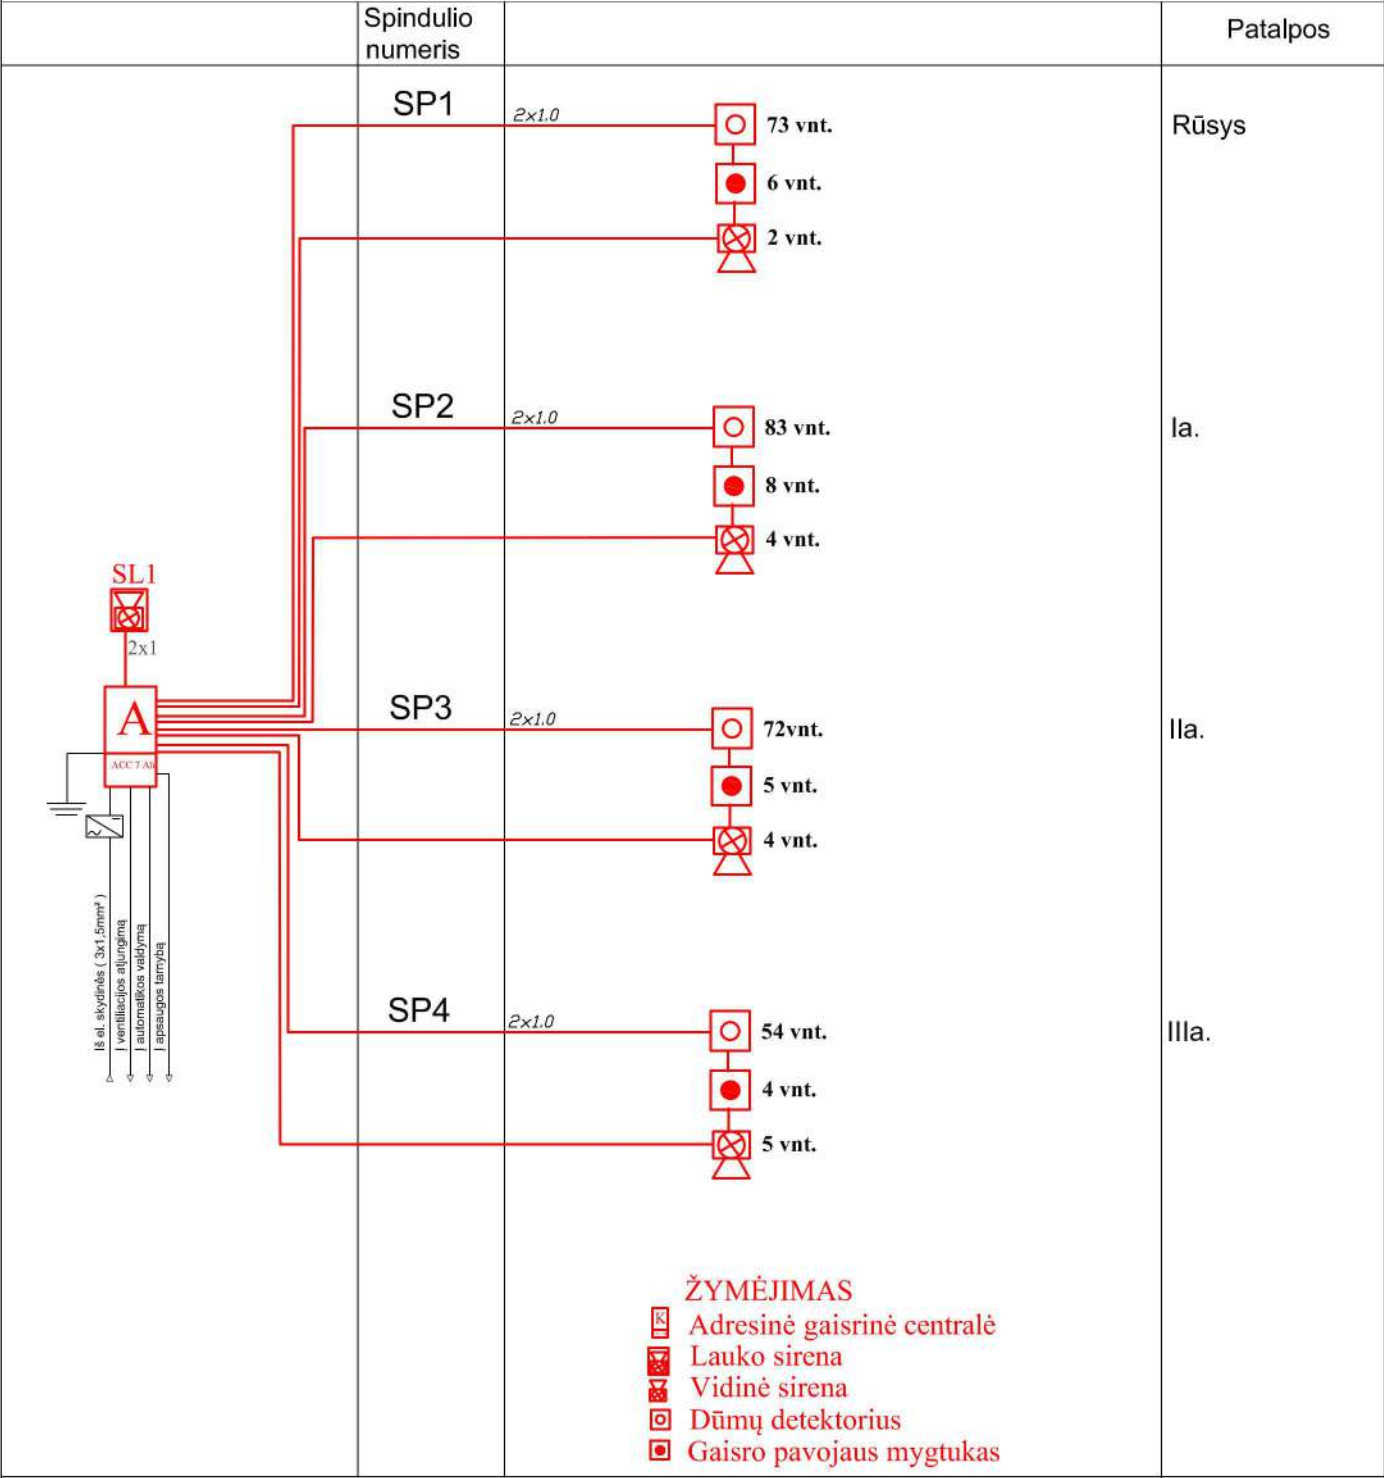 Spindulio
numeris
Patalpos
SP1
2x1.0
73 vnt.
Rūsys
6 vnt.
2 vnt.
SP2
2x1.0
83 vnt.
Ia.
8 vnt.
4 vnt.
SL1
2x1
A
ACC 7 Ah
SP3
2x1.0
72vnt.
IIa.
5 vnt.
4 vnt.
Iš el. skydinės ( 3x1,5mm² )
Į ventiliacijos atjungimą
Į automatikos valdymą
Į apsaugos tarnybą
SP4
2x1.0
54 vnt.
IIIa.
4 vnt.
5 vnt.
ŽYMĖJIMAS
K Adresinė gaisrinė centralė
Lauko sirena
Vidinė sirena
Dūmų detektorius
Gaisro pavojaus mygtukas